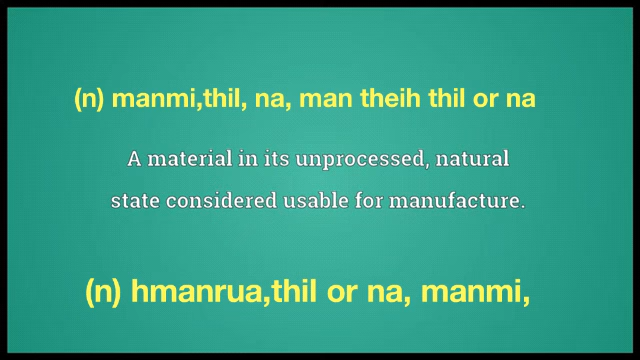 (n) manmi,thil, na, man theih thil or na
A material in its unprocessed, natural
state considered usable for manufacture.
(n) hmanrua,thil or na, manmi,